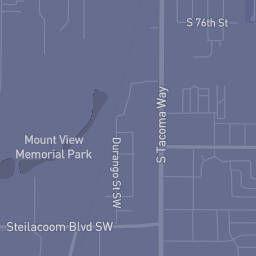 S 76th St
S Tacoma Way
Mount View
Memorial Park
Durango St SW
Steilacoom Blvd SW